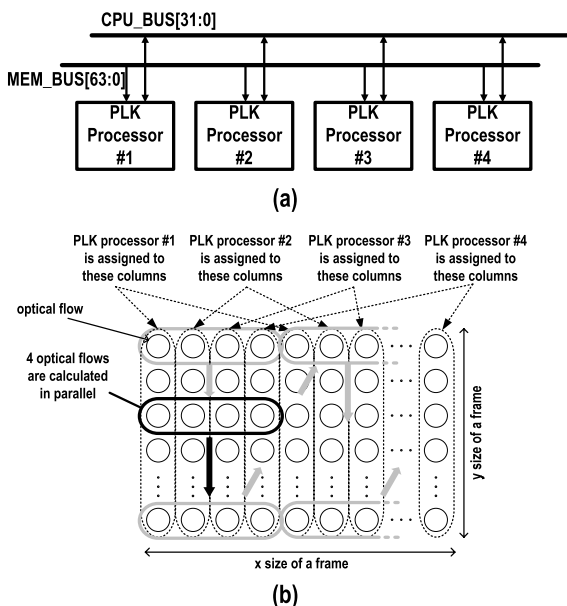 CPU_BUS[31:0]
MEM_BUS[63:0]
PLK Processor #1
PLK Processor #2
PLK Processor #3
PLK Processor #4
(a)
PLK processor #1 is assigned to these columns
PLK processor #2 is assigned to these columns
PLK processor #3 is assigned to these columns
PLK processor #4 is assigned to these columns
optical flow
4 optical flows are calculated in parallel
y size of a frame
x size of a frame
(b)